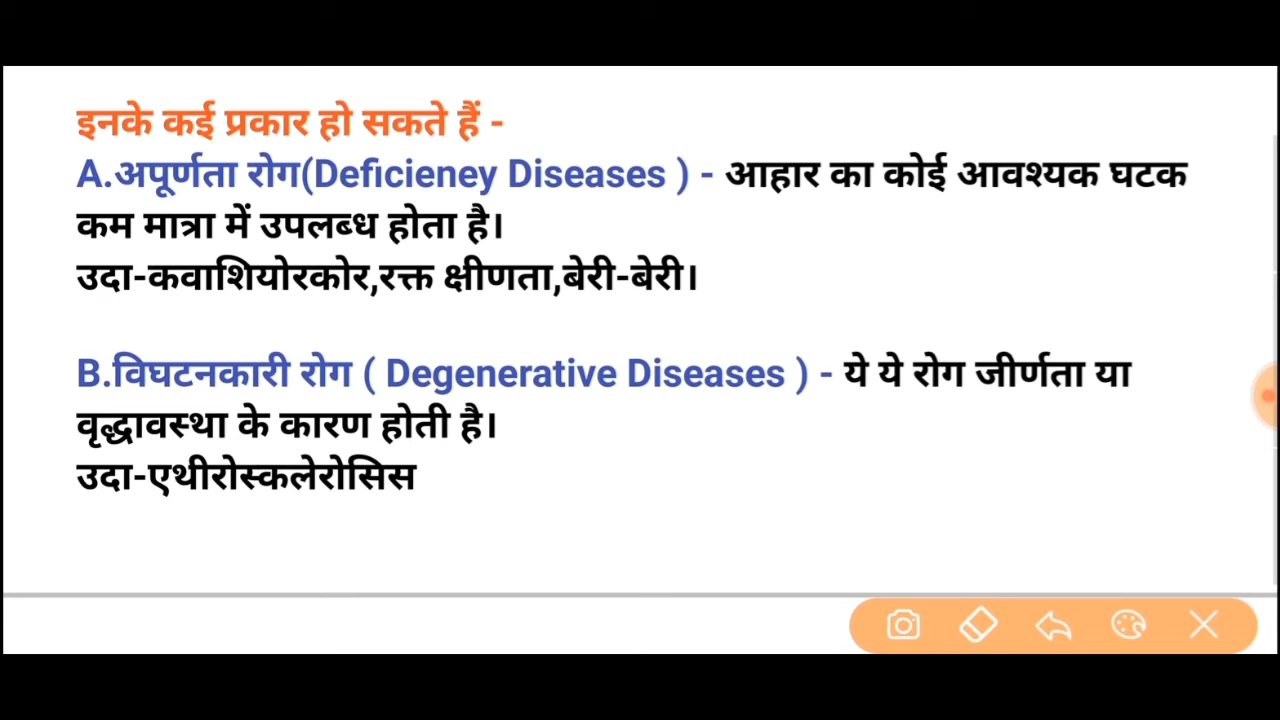 इनके कई प्रकार हो सकते हैं -
A.अपूर्णता रोग(Deficieney Diseases ) - आहार का कोई आवश्यक घटक
कम मात्रा में उपलब्ध होता है।
उदा-कवाशियोरकोर,रक्त क्षीणता,बेरी-बेरी।
B.विघटनकारी रोग ( Degenerative Diseases ) - ये ये रोग जीर्णता या
वृद्धावस्था के कारण होती है।
उदा-एथीरोस्कलेरोसिस